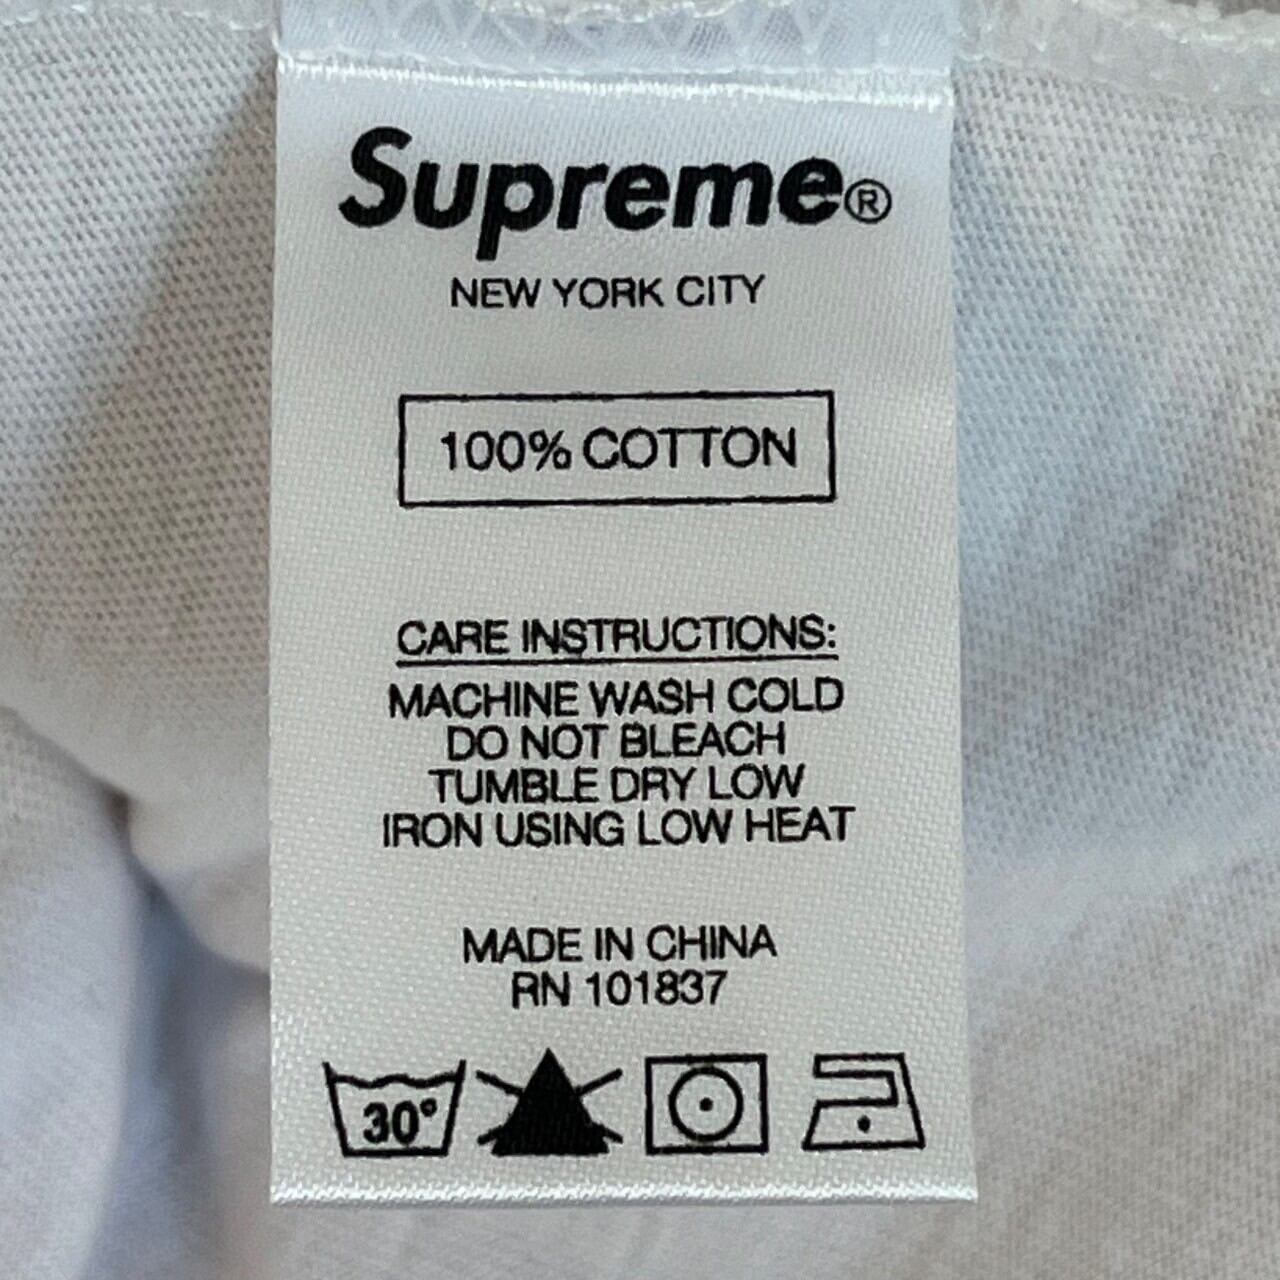 Supreme®
NEW YORK CITY
100% COTTON
CARE INSTRUCTIONS:
MACHINE WASH COLD
DO NOT BLEACH
TUMBLE DRY LOW
IRON USING LOW HEAT
MADE IN CHINA
RN 101837
30°